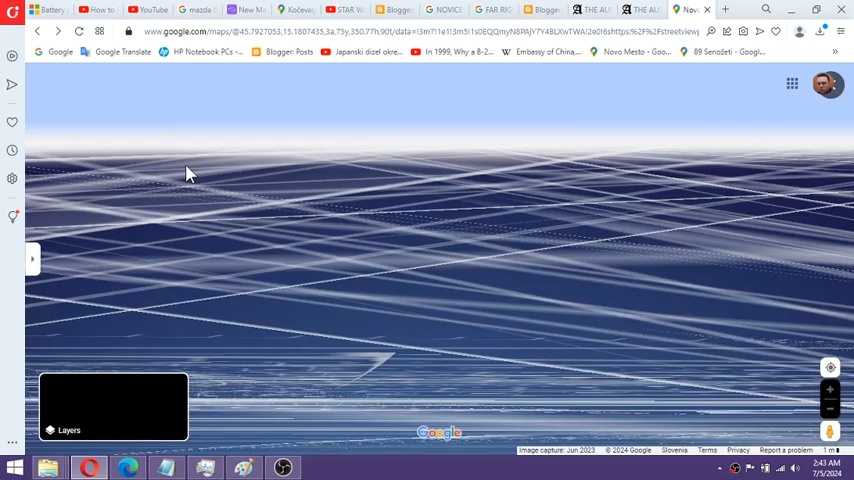 Battery
How to
YouTube
mazda 6
New Ma
Kočeva
STAR W
Blogger
NOVICE
FAR RIG
Blogger
THE AU
THE AU
Novo
www.google.com/maps/@45.7927053,15.1807435,3a,75y,350.77h,90t/data=!3m7!1e1!3m5!1s0EQQmyN8PAjY7Y4BLXwTWA!2e0!6shttps:%2F%2Fstreetviewp
Google
Google Translate
HP Notebook PCs -...
Blogger: Posts
Japanski dizel okre...
In 1999, Why a B-2...
Embassy of China,...
Novo Mesto - Goo...
89 Senožeti - Googl...
Layers
Google
Image capture: Jun 2023 © 2024 Google Slovenia Terms Privacy Report a problem 1 m
2:43 AM
7/5/2024